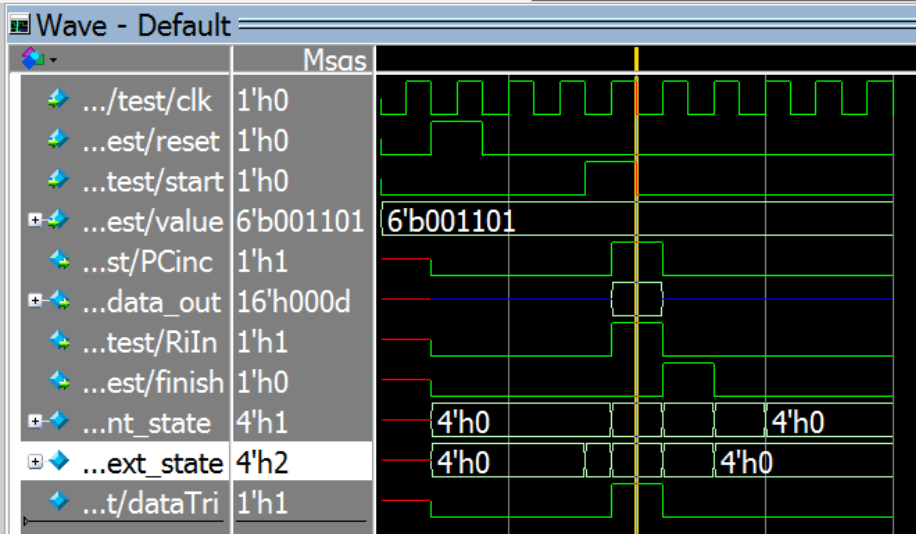 Wave - Default
Msgs
.../test/clk 1'h0
...est/reset 1'h0
...test/start 1'h0
...est/value 6'b001101 6'b001101
...st/PCinc 1'h1
...data_out 16'h000d
...test/RiIn 1'h1
...est/finish 1'h0
...nt_state 4'h1 4'h0 4'h0
...ext_state 4'h2 4'h0 4'h0
...t/dataTri 1'h1